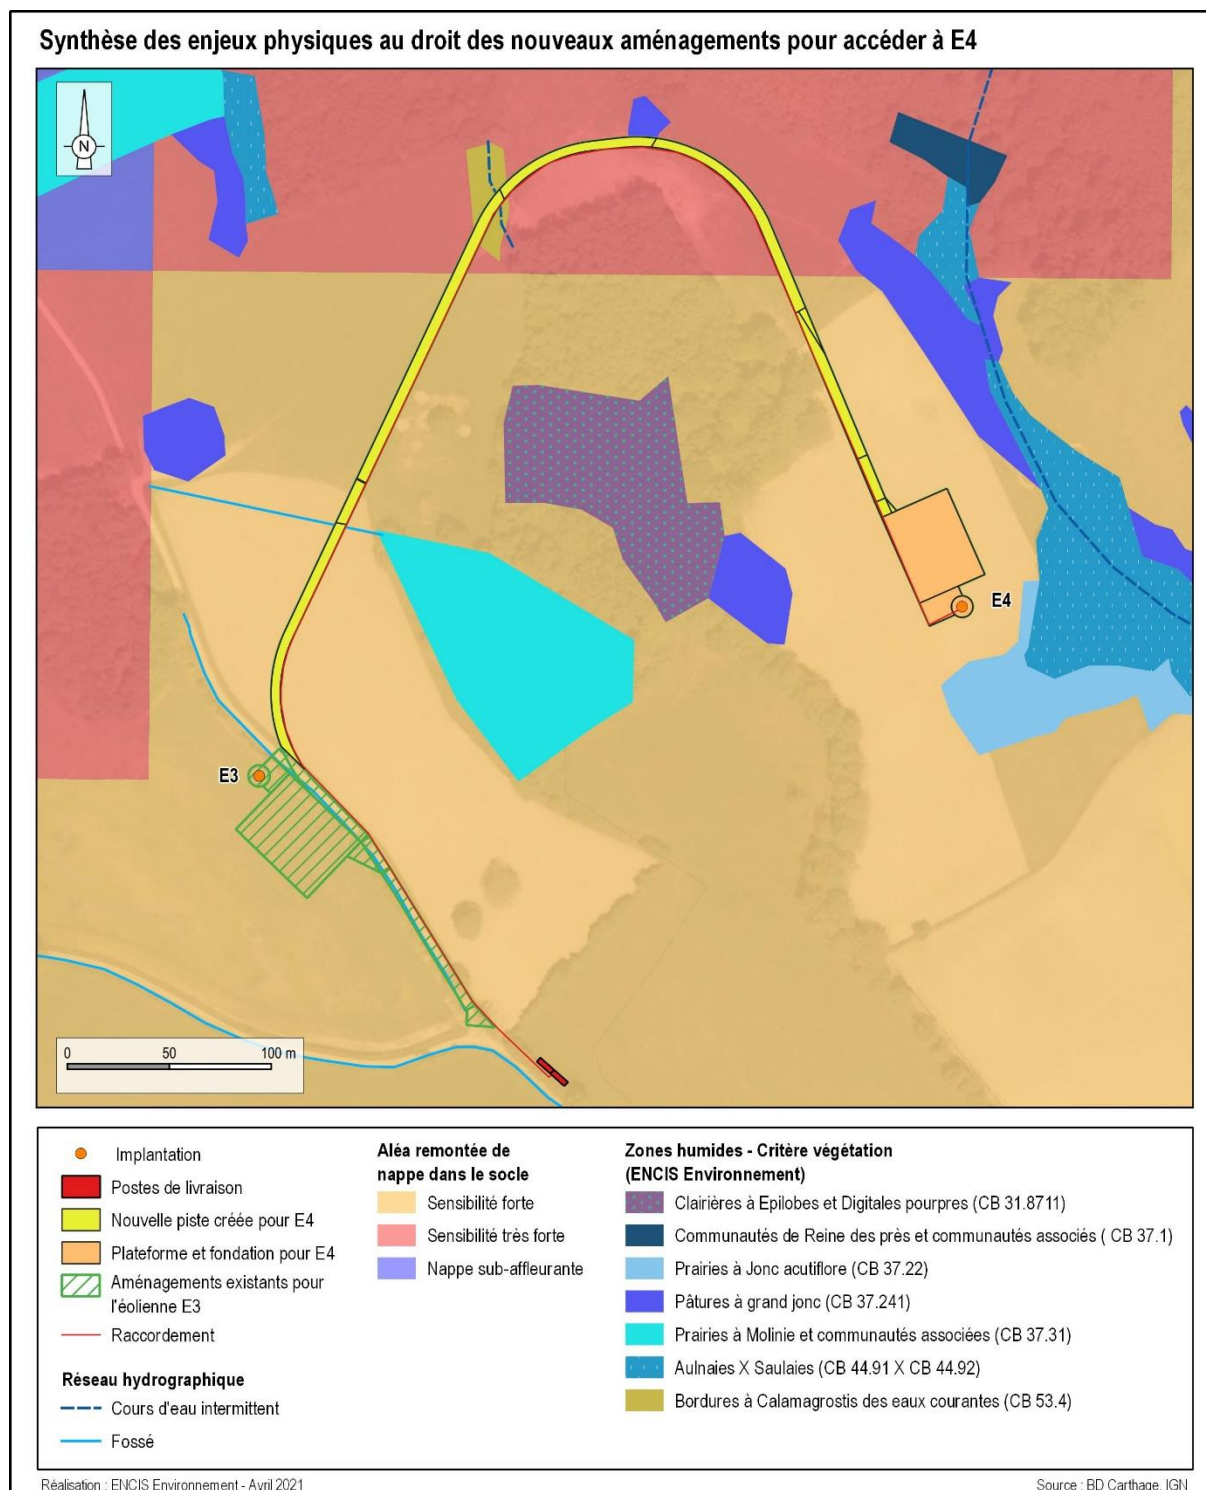 Synthèse des enjeux physiques au droit des nouveaux aménagements pour accéder à E4
N
E4
E3
0 50 100 m
Implantation
Postes de livraison
Nouvelle piste créée pour E4
Plateforme et fondation pour E4
Aménagements existants pour
l'éolienne E3
Raccordement
Réseau hydrographique
Cours d'eau intermittent
Fossé
Aléa remontée de
nappe dans le socle
Sensibilité forte
Sensibilité très forte
Nappe sub-affleurante
Zones humides - Critère végétation
(ENCIS Environnement)
Clairières à Epilobes et Digitales pourpres (CB 31.8711)
Communautés de Reine des près et communautés associés ( CB 37.1)
Prairies à Jonc acutiflore (CB 37.22)
Pâtures à grand jonc (CB 37.241)
Prairies à Molinie et communautés associées (CB 37.31)
Aulnaies X Saulaies (CB 44.91 X CB 44.92)
Bordures à Calamagrostis des eaux courantes (CB 53.4)
Réalisation : ENCIS Environnement - Avril 2021
Source : BD Carthage, IGN